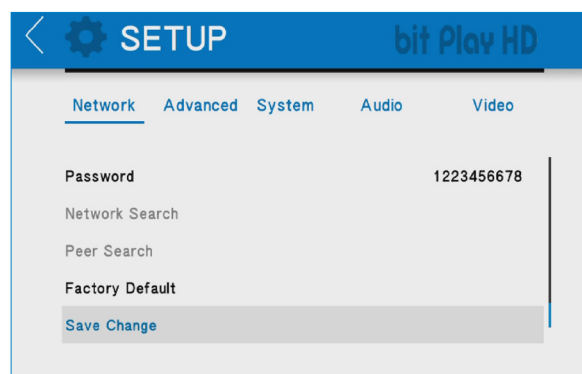 SETUP bit Play HD
Network Advanced System Audio Video
Password 1223456678
Network Search
Peer Search
Factory Default
Save Change